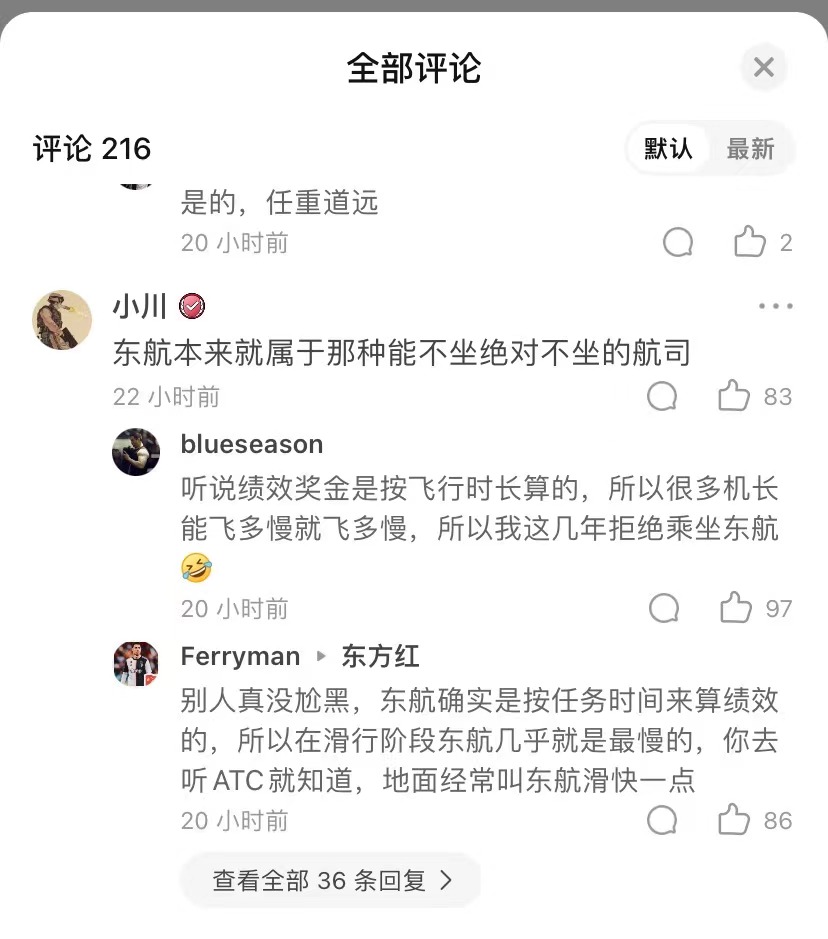 全部评论
评论 216
默认 最新
是的，任重道远
20 小时前
2
小川
东航本来就属于那种能不坐绝对不坐的航司
22 小时前
83
blueseason
听说绩效奖金是按飞行时长算的，所以很多机长
能飞多慢就飞多慢，所以我这几年拒绝乘坐东航
🤣
20 小时前
97
Ferryman ▸ 东方红
别人真没尬黑，东航确实是按任务时间来算绩效
的，所以在滑行阶段东航几乎就是最慢的，你去
听 ATC 就知道，地面经常叫东航滑快一点
20 小时前
86
查看全部 36 条回复 >